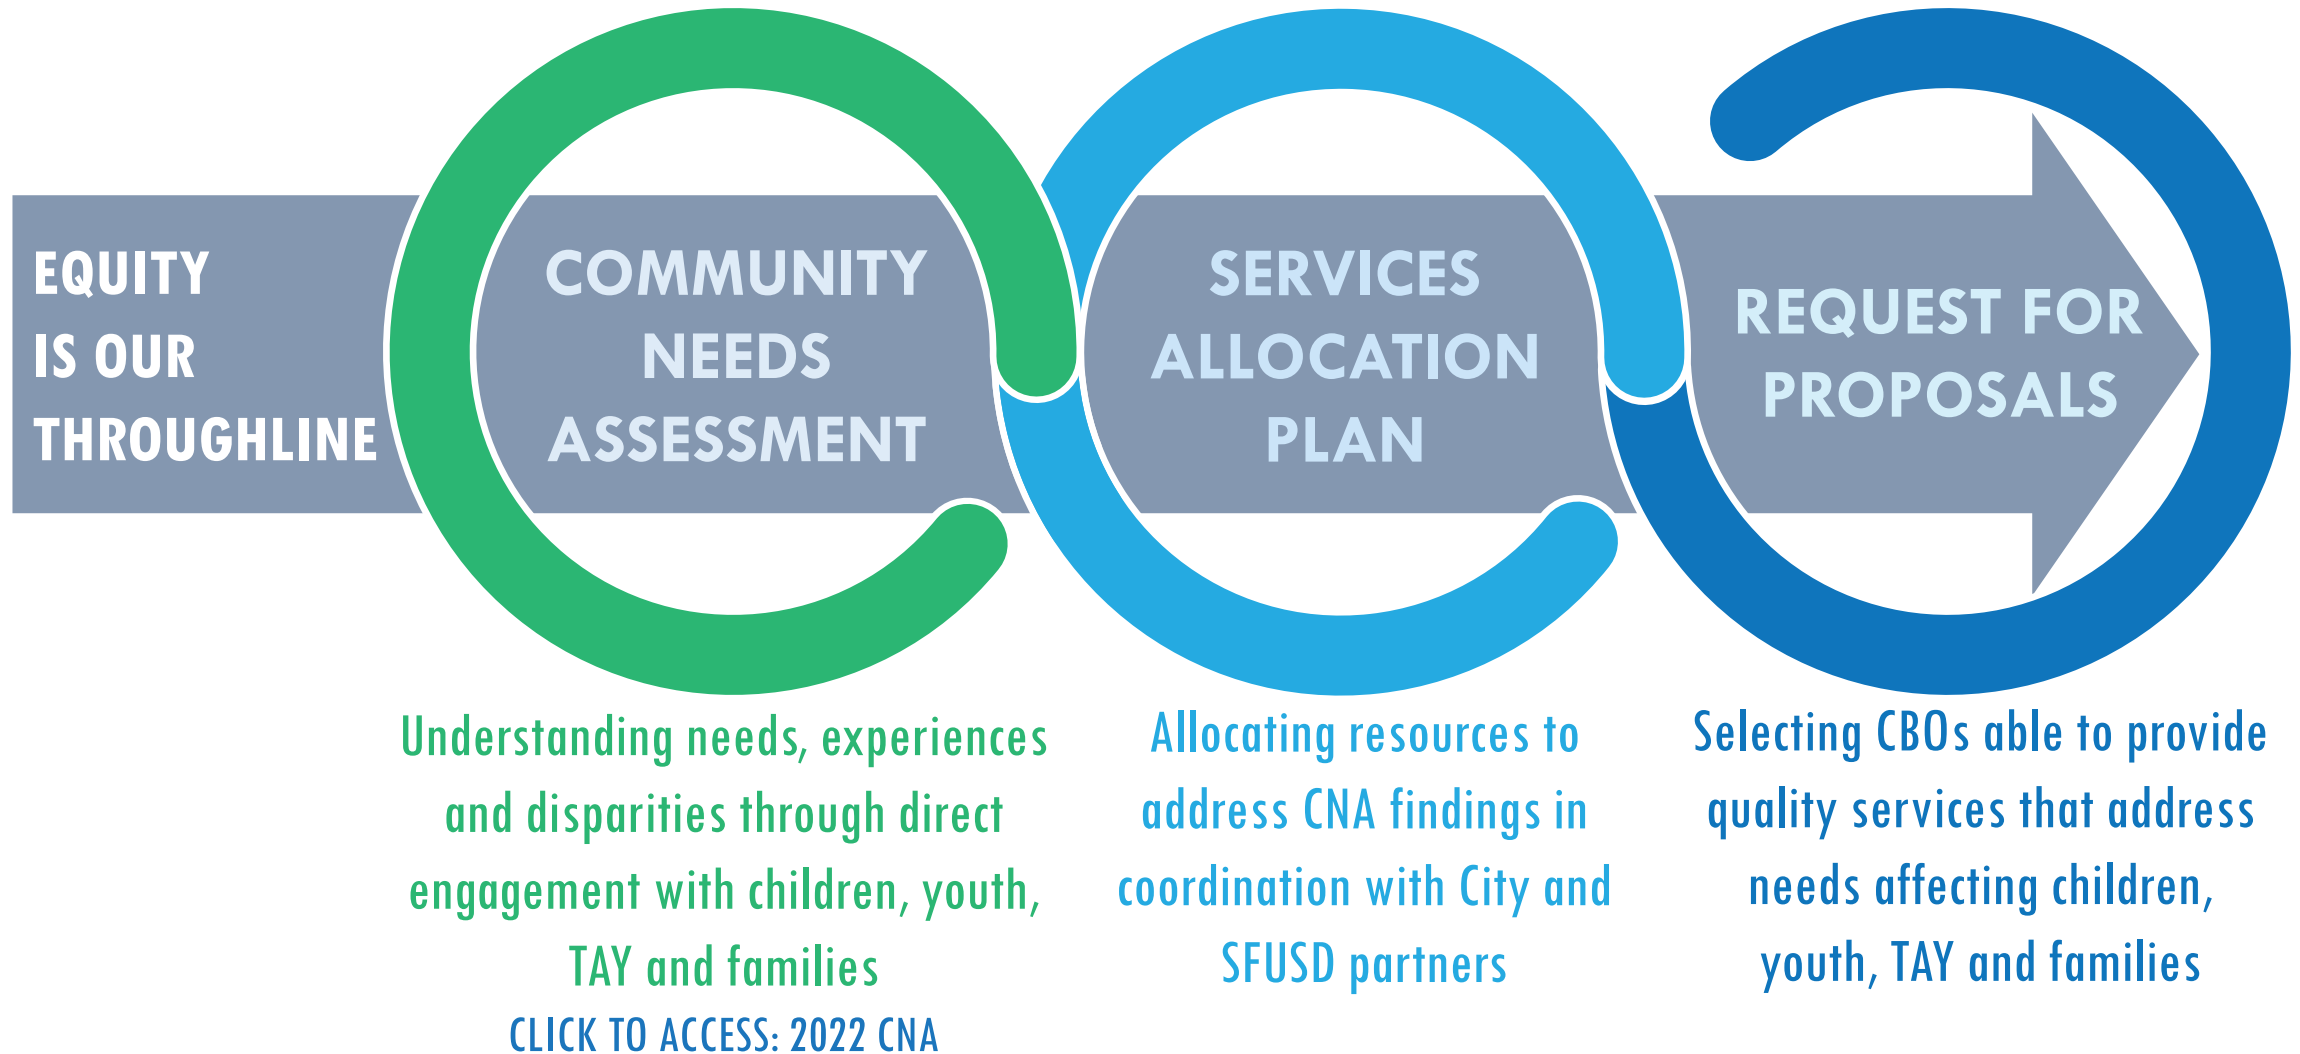 EQUITY
IS OUR
THROUGHLINE
COMMUNITY
NEEDS
ASSESSMENT
SERVICES
ALLOCATION
PLAN
REQUEST FOR
PROPOSALS
Understanding needs, experiences
and disparities through direct
engagement with children, youth,
TAY and families
CLICK TO ACCESS: 2022 CNA
Allocating resources to
address CNA findings in
coordination with City and
SFUSD partners
Selecting CBOs able to provide
quality services that address
needs affecting children,
youth, TAY and families